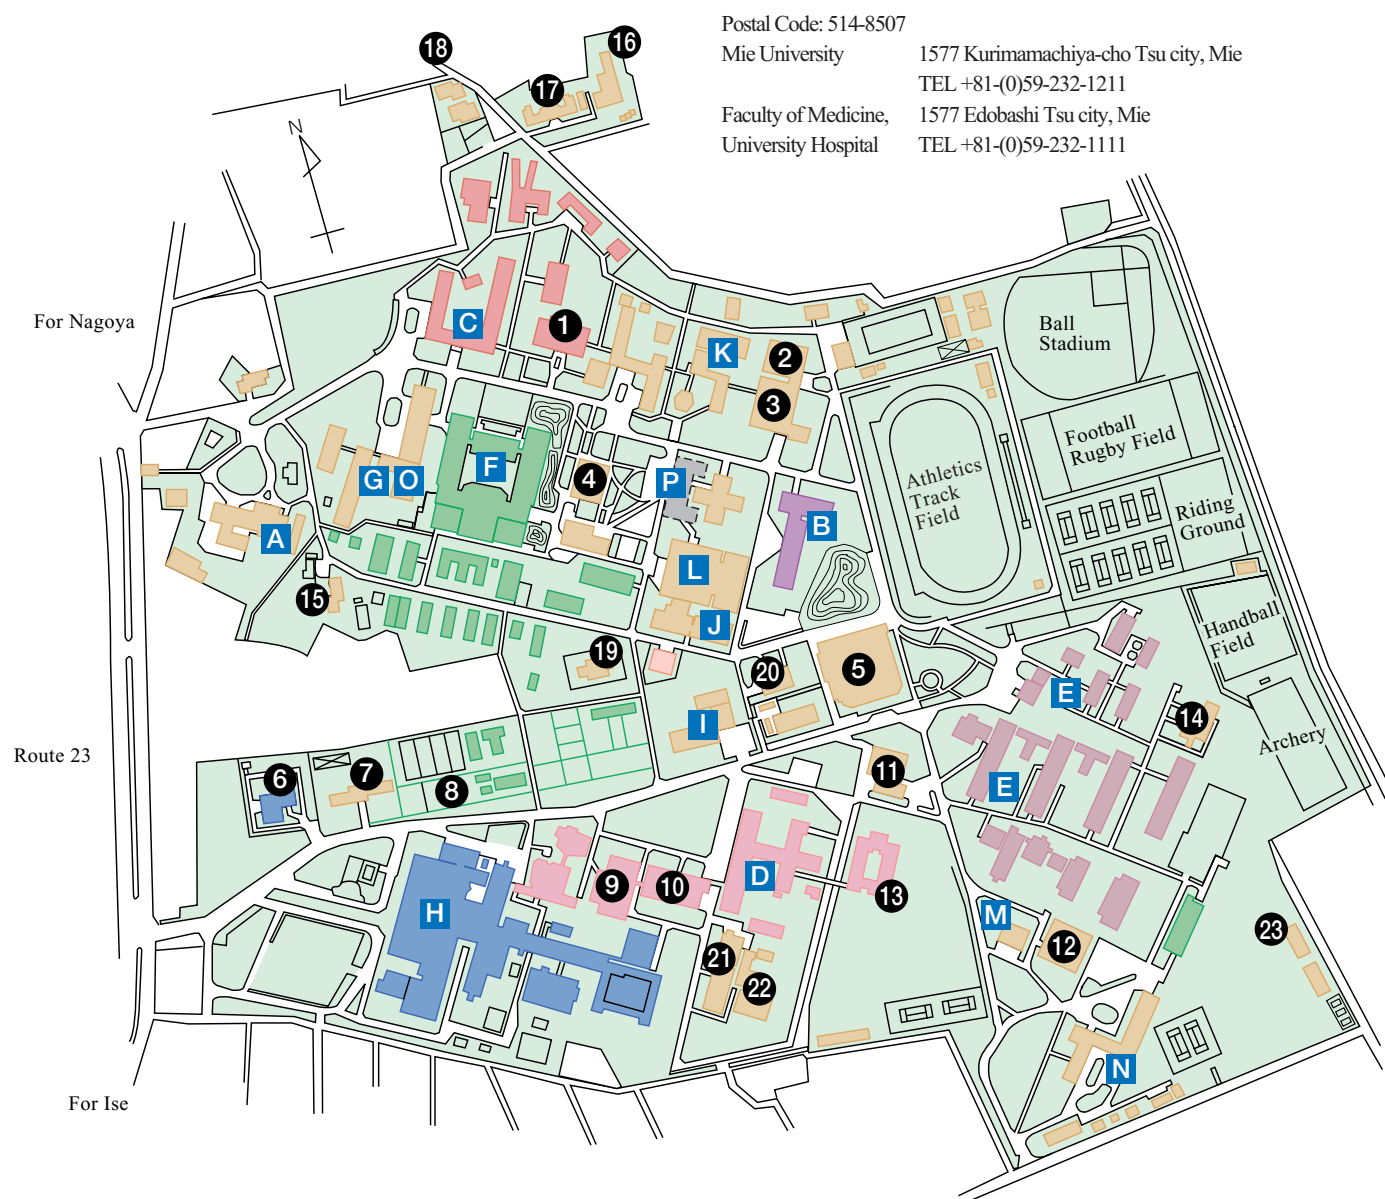 Postal Code: 514-8507
Mie University 1577 Kurimamachiya-cho Tsu city, Mie
TEL +81-(0)59-232-1211
Faculty of Medicine, 1577 Edobashi Tsu city, Mie
University Hospital TEL +81-(0)59-232-1111
18
16
17
N
For Nagoya
C
1
K
2
3
Ball
Stadium
Football
Rugby Field
Athletics
Track
Field
Riding
Ground
G
O
F
4
P
B
A
L
J
15
Handball
Field
19
20
5
E
14
Archery
I
Route 23
6
7
8
11
E
9
10
D
13
H
M
12
23
21
22
N
For Ise